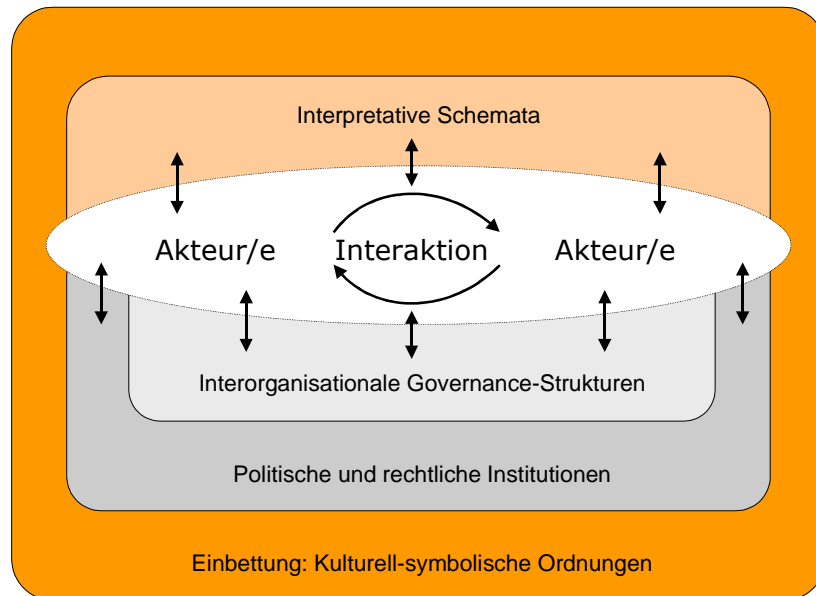 Interpretative Schemata
Akteur/e Interaktion Akteur/e
Interorganisationale Governance-Strukturen
Politische und rechtliche Institutionen
Einbettung: Kulturell-symbolische Ordnungen